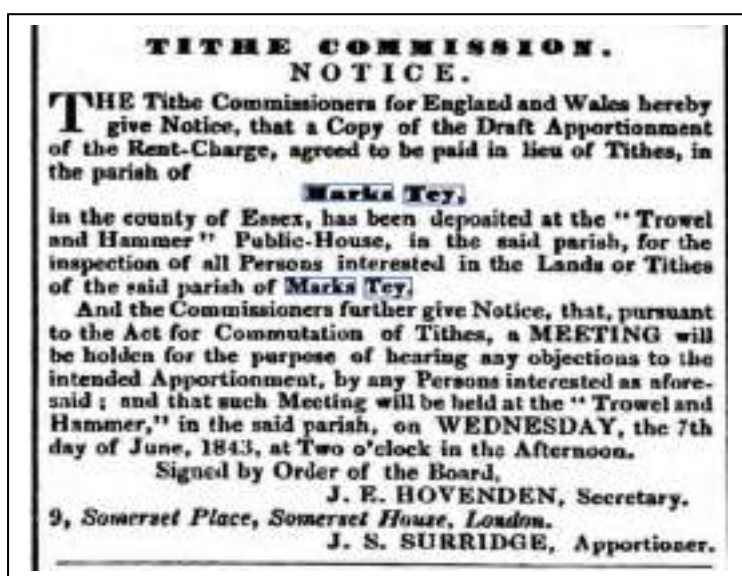 TITHE COMMISSION.
NOTICE.
THE Tithe Commissioners for England and Wales hereby
give Notice, that a Copy of the Draft Apportionment
of the Rent-Charge, agreed to be paid in lieu of Tithes, in
the parish of
Marks Tey,
in the county of Essex, has been deposited at the "Trowel
and Hammer" Public-House, in the said parish, for the
inspection of all Persons interested in the Lands or Tithes
of the said parish of Marks Tey.
And the Commissioners further give Notice, that, pursuant
to the Act for Commutation of Tithes, a MEETING will
be holden for the purpose of hearing any objections to the
intended Apportionment, by any Persons interested as afore-
said; and that such Meeting will be held at the "Trowel and
Hammer," in the said parish, on WEDNESDAY, the 7th
day of June, 1843, at Two o'clock in the Afternoon.
Signed by Order of the Board,
J. E. HOVENDEN, Secretary.
9, Somerset Place, Somerset House, London.
J. S. SURRIDGE, Apportioner.